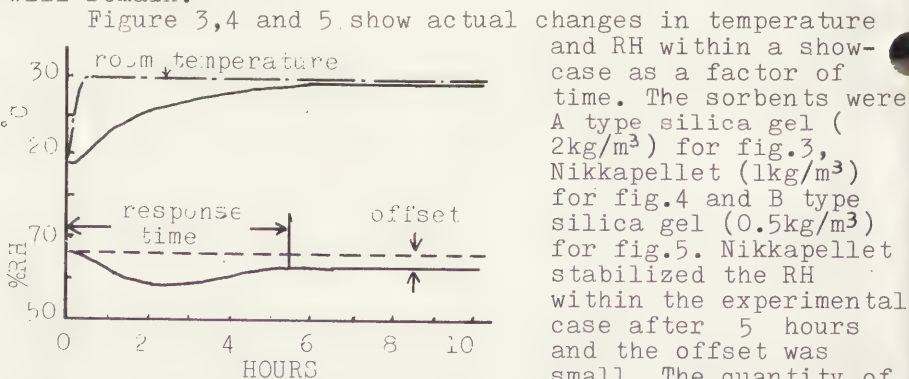 Figure 3,4 and 5 show actual changes in temperature
and RH within a show-
case as a factor of
time. The sorbents were
A type silica gel (
2kg/m³) for fig.3,
Nikkapellet (1kg/m³)
for fig.4 and B type
silica gel (0.5kg/m³)
for fig.5. Nikkapellet
stabilized the RH
within the experimental
case after 5 hours
and the offset was
small. The quantity of
room temperature
30
°C
20
response
time
offset
70
%RH
50
0 2 4 6 8 10
HOURS